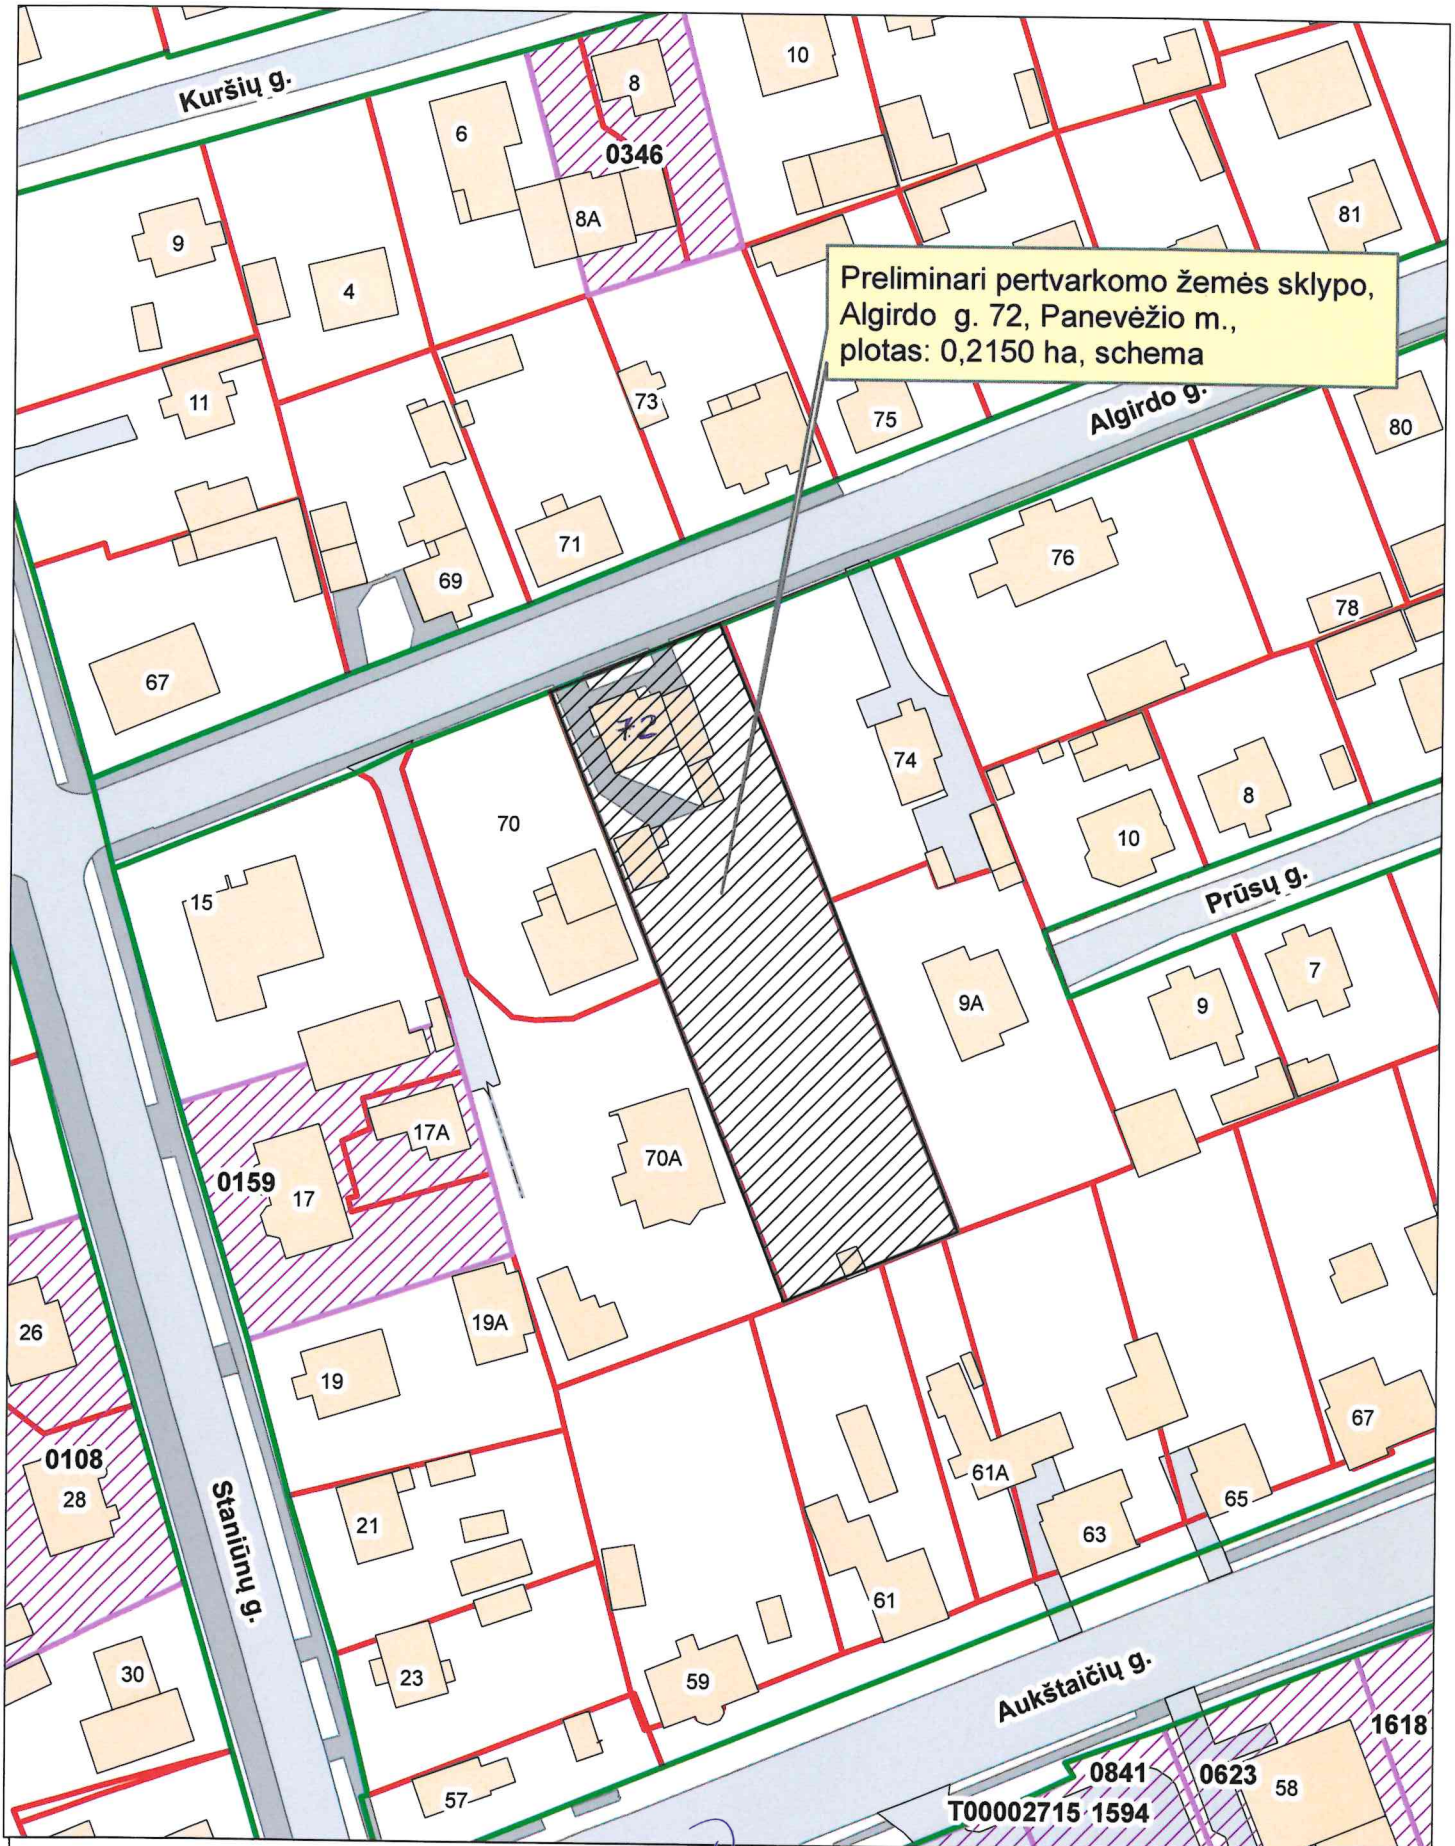 Kuršių g.
8
10
6
0346
8A
81
9
4
Preliminari pertvarkomo žemės sklypo,
Algirdo g. 72, Panevėžio m.,
plotas: 0,2150 ha, schema
11
73
75
Algirdo g.
80
71
76
69
78
67
72
74
70
8
10
15
Prūsų g.
7
9A
9
17A
70A
0159
17
26
19A
19
67
0108
28
61A
65
21
63
Staniūnų g.
61
30
23
59
Aukštaičių g.
1618
57
0841
0623
58
T00002715 1594